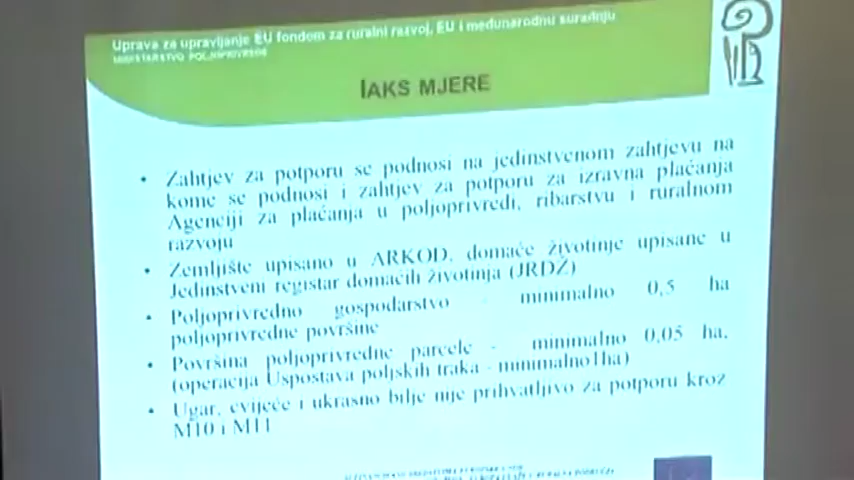 Uprava za upravljanje EU fondom za ruralni razvoj, EU i međunarodnu suradnju
MINISTARSTVO POLJOPRIVREDE
IAKS MJERE
• Zahtjev za potporu se podnosi na jedinstvenom zahtjevu na
kome se podnosi i zahtjev za potporu za izravna plaćanja
Agenciji za plaćanja u poljoprivredi, ribarstvu i ruralnom
razvoju
• Zemljište upisano u ARKOD, domaće životinje upisane u
Jedinstveni registar domaćih životinja (JRDŽ)
• Poljoprivredno gospodarstvo - minimalno 0,5 ha
poljoprivredne površine
• Površina poljoprivredne parcele - minimalno 0,05 ha,
(operacija Uspostava poljskih traka - minimalno1ha)
• Ugar, cvijeće i ukrasno bilje nije prihvatljivo za potporu kroz
M10 i M11